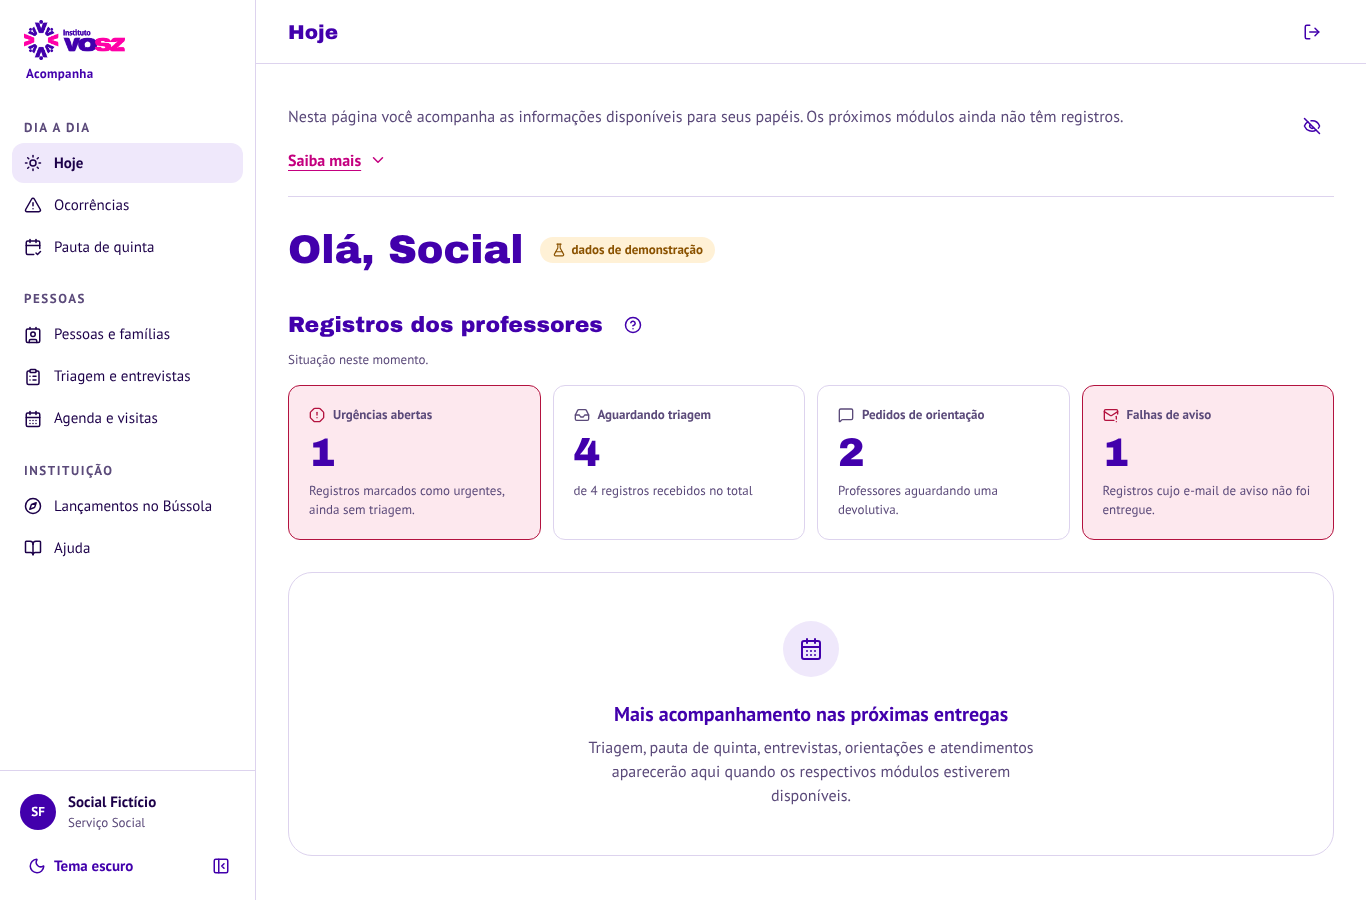 Instituto
VOSZ
Acompanha
DIA A DIA
Hoje
Ocorrências
Pauta de quinta
PESSOAS
Pessoas e famílias
Triagem e entrevistas
Agenda e visitas
INSTITUIÇÃO
Lançamentos no Bússola
Ajuda
SF
Social Fictício
Serviço Social
Tema escuro
Hoje
Nesta página você acompanha as informações disponíveis para seus papéis. Os próximos módulos ainda não têm registros.
Saiba mais
Olá, Social
dados de demonstração
Registros dos professores
Situação neste momento.
Urgências abertas
1
Registros marcados como urgentes,
ainda sem triagem.
Aguardando triagem
4
de 4 registros recebidos no total
Pedidos de orientação
2
Professores aguardando uma
devolutiva.
Falhas de aviso
1
Registros cujo e-mail de aviso não foi
entregue.
Mais acompanhamento nas próximas entregas
Triagem, pauta de quinta, entrevistas, orientações e atendimentos
aparecerão aqui quando os respectivos módulos estiverem
disponíveis.